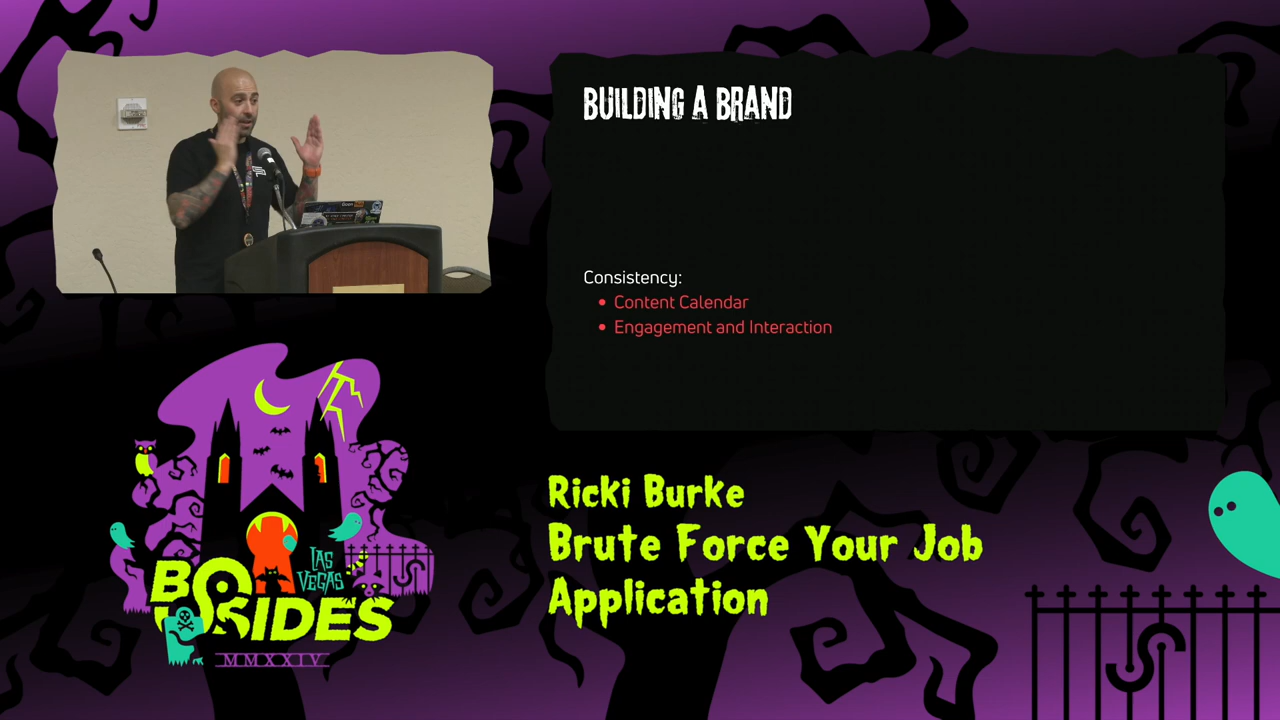 BUILDING A BRAND
Consistency:
• Content Calendar
• Engagement and Interaction
Ricki Burke
Brute Force Your Job
Application
LAS
VEGAS
BSIDES
MMXXIV